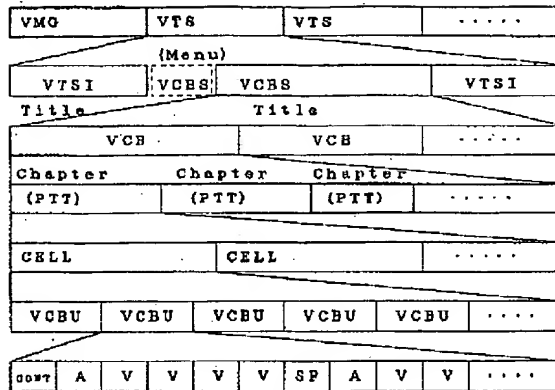 VMG VTS VTS .....
(Menu)
VTSI VCBS VCBS VTSI
Title Title
VCB VCB .....
Chapter Chapter Chapter
(PTT) (PTT) (PTT) .....
CELL CELL .....
VCBU VCBU VCBU VCBU VCBU ....
CONT A V V V V SP A V V ....